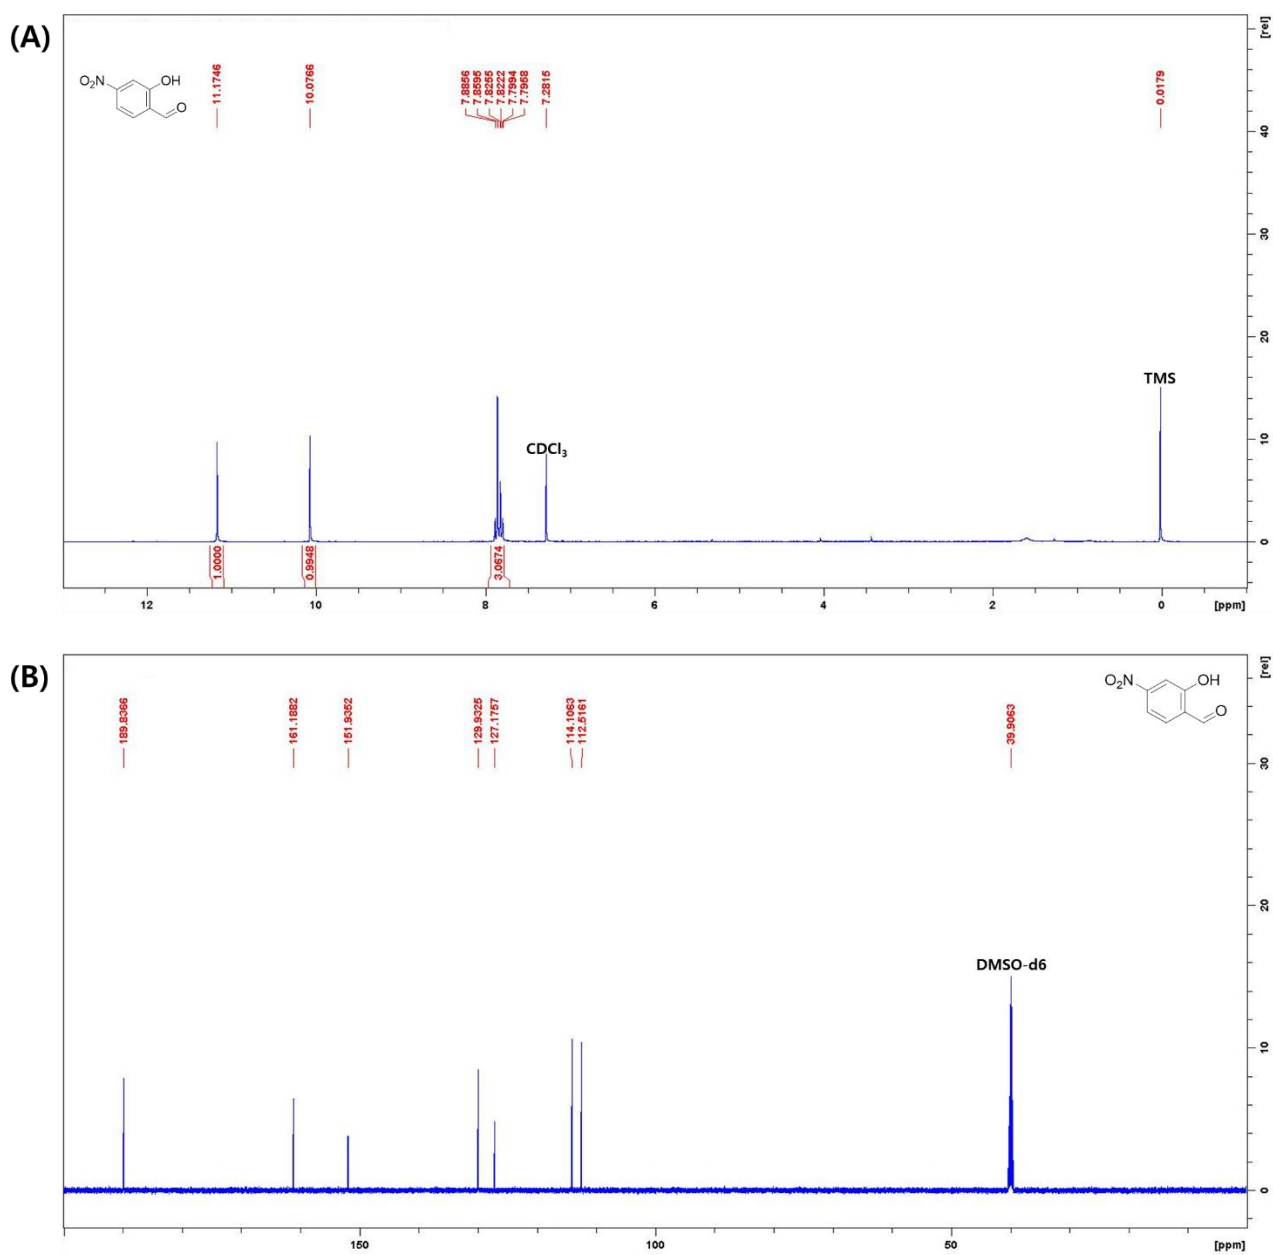 (A)
O₂N
OH
O
11.1746
10.0766
7.8856
7.8595
7.8255
7.8222
7.7994
7.7958
7.2815
0.0179
[rel]
40
30
20
10
0
TMS
CDCl₃
1.0000
0.9948
3.0674
12
10
8
6
4
2
0
[ppm]
(B)
189.8366
161.1882
151.9352
129.9325
127.1757
114.1063
112.5161
39.9063
O₂N
OH
O
[rel]
30
20
10
0
DMSO-d6
150
100
50
[ppm]